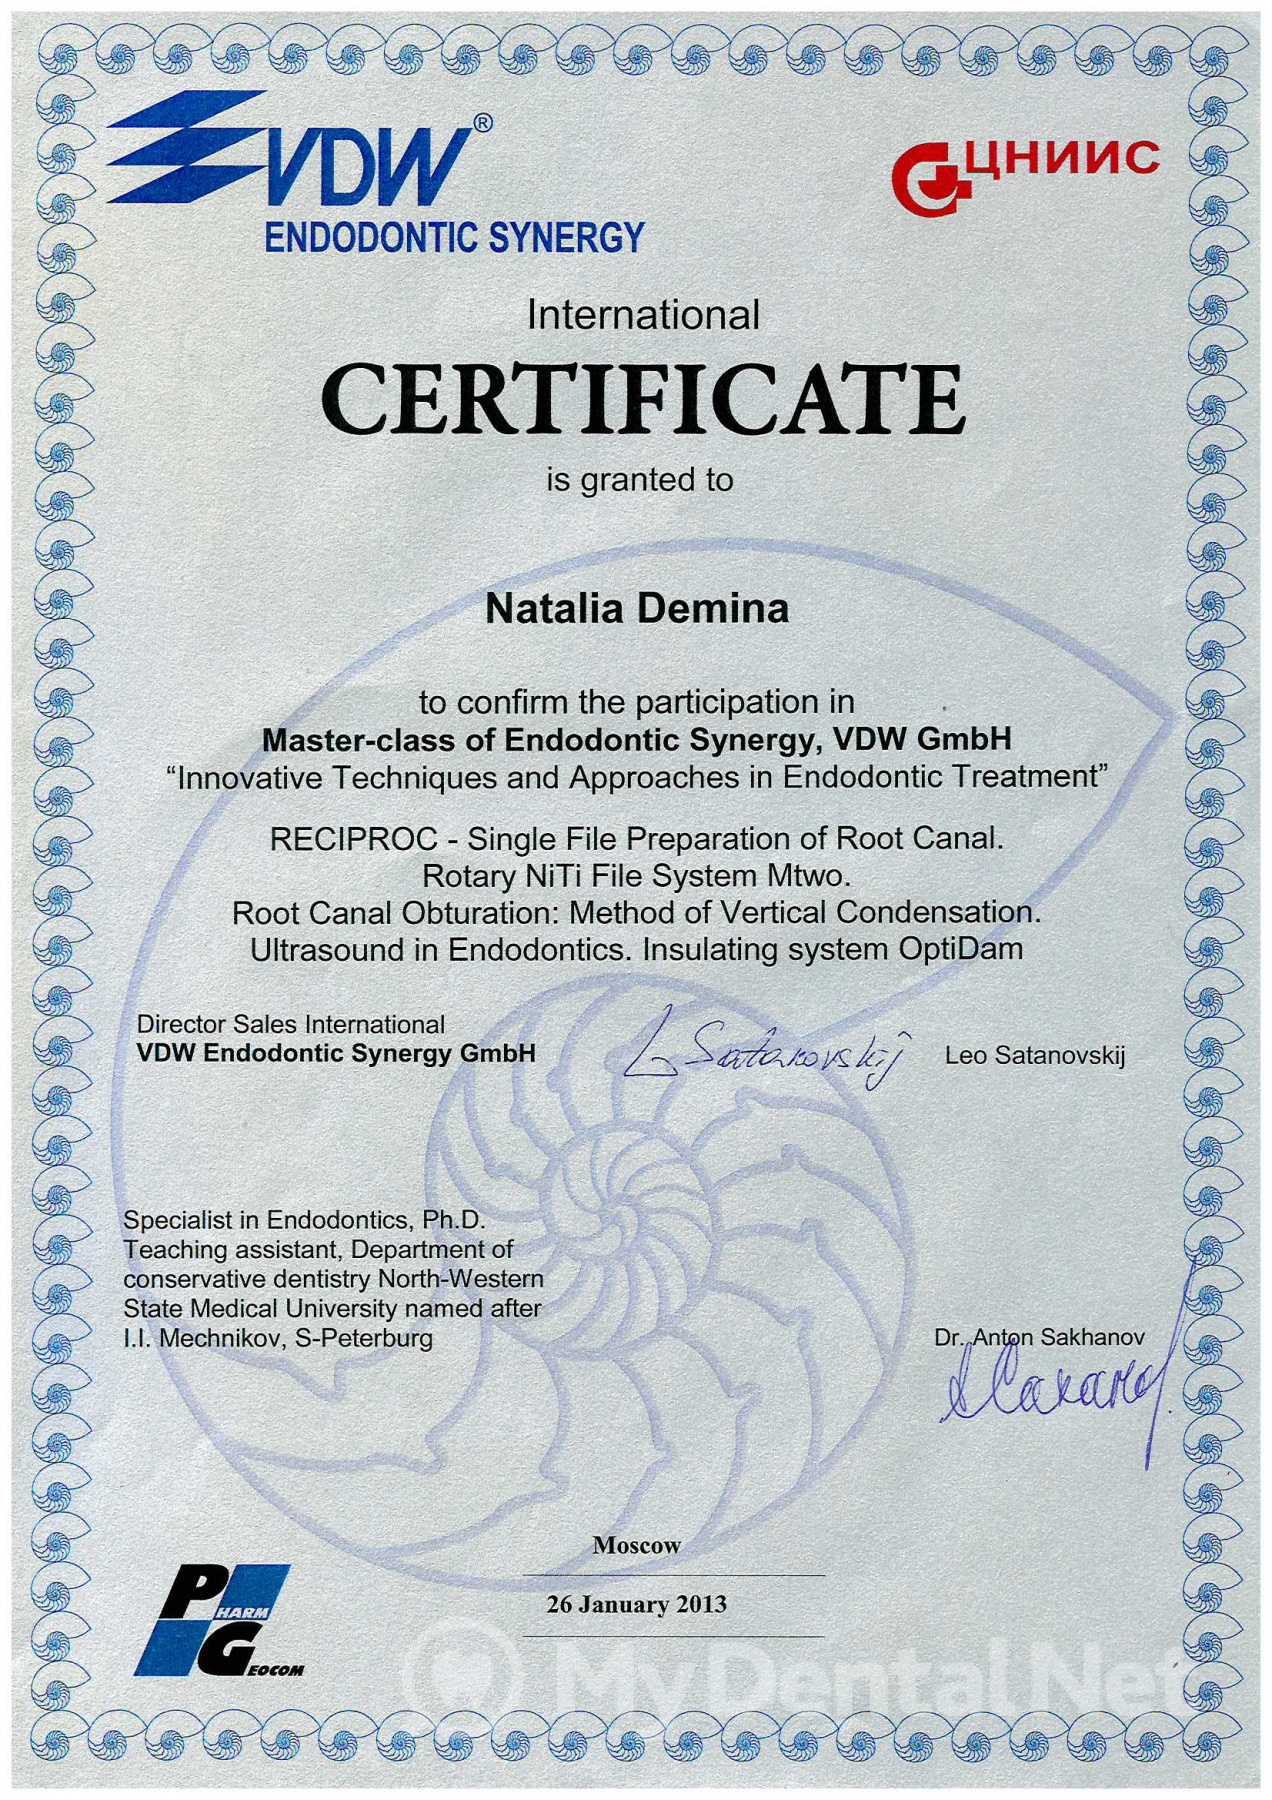 VDW®
ENDODONTIC SYNERGY
ЦНИИС
International
CERTIFICATE
is granted to
Natalia Demina
to confirm the participation in
Master-class of Endodontic Synergy, VDW GmbH
“Innovative Techniques and Approaches in Endodontic Treatment”
RECIPROC - Single File Preparation of Root Canal.
Rotary NiTi File System Mtwo.
Root Canal Obturation: Method of Vertical Condensation.
Ultrasound in Endodontics. Insulating system OptiDam
Director Sales International
VDW Endodontic Synergy GmbH
L Satanovskij
Leo Satanovskij
Specialist in Endodontics, Ph.D.
Teaching assistant, Department of
conservative dentistry North-Western
State Medical University named after
I.I. Mechnikov, S-Peterburg
Dr. Anton Sakhanov
Moscow
26 January 2013
PHARM
GEOCOM
MyDental.Net